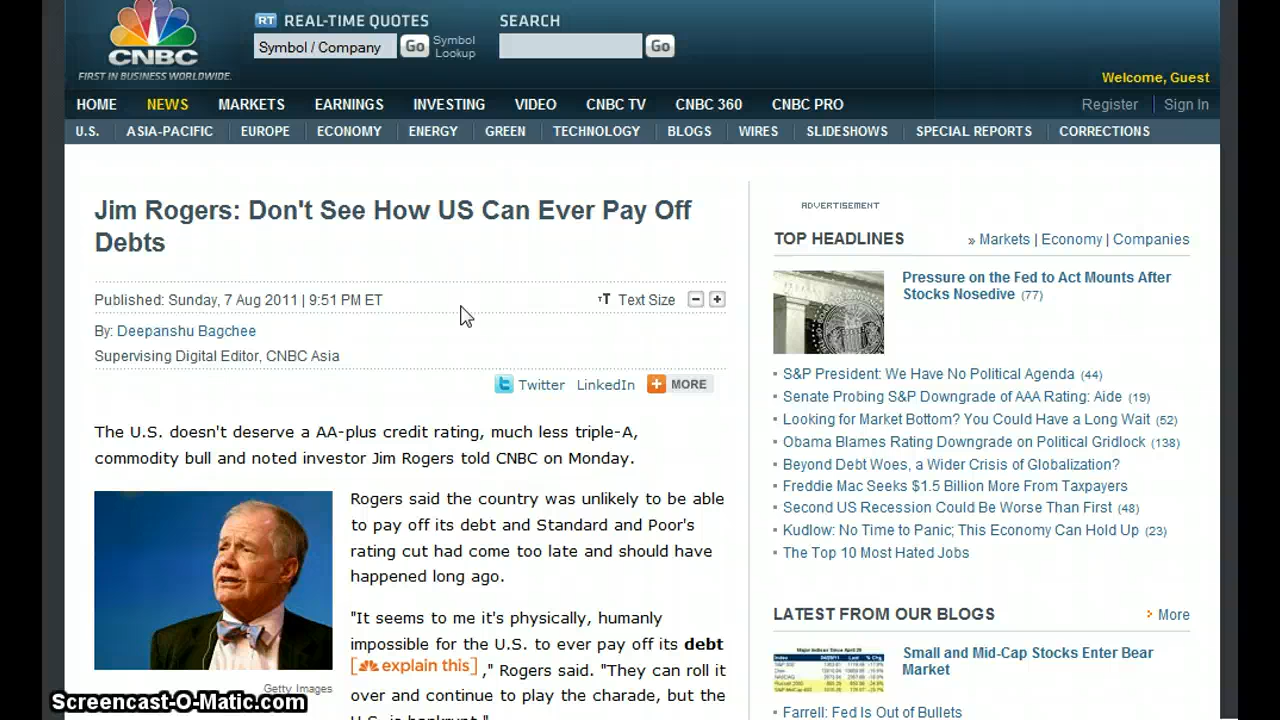 CNBC
FIRST IN BUSINESS WORLDWIDE.
RT REAL-TIME QUOTES
SEARCH
Symbol / Company
Go
Symbol
Lookup
Go
Welcome, Guest
HOME NEWS MARKETS EARNINGS INVESTING VIDEO CNBC TV CNBC 360 CNBC PRO
Register | Sign In
U.S. ASIA-PACIFIC EUROPE ECONOMY ENERGY GREEN TECHNOLOGY BLOGS WIRES SLIDESHOWS SPECIAL REPORTS CORRECTIONS
Jim Rogers: Don't See How US Can Ever Pay Off
Debts
Published: Sunday, 7 Aug 2011 | 9:51 PM ET
тT Text Size − +
By: Deepanshu Bagchee
Supervising Digital Editor, CNBC Asia
Twitter LinkedIn + MORE
The U.S. doesn't deserve a AA-plus credit rating, much less triple-A,
commodity bull and noted investor Jim Rogers told CNBC on Monday.
Rogers said the country was unlikely to be able
to pay off its debt and Standard and Poor's
rating cut had come too late and should have
happened long ago.
"It seems to me it's physically, humanly
impossible for the U.S. to ever pay off its debt
[explain this] ," Rogers said. "They can roll it
over and continue to play the charade, but the
U.S. is bankrupt."
Getty Images
ADVERTISEMENT
TOP HEADLINES
» Markets | Economy | Companies
Pressure on the Fed to Act Mounts After
Stocks Nosedive (77)
S&P President: We Have No Political Agenda (44)
Senate Probing S&P Downgrade of AAA Rating: Aide (19)
Looking for Market Bottom? You Could Have a Long Wait (52)
Obama Blames Rating Downgrade on Political Gridlock (138)
Beyond Debt Woes, a Wider Crisis of Globalization?
Freddie Mac Seeks $1.5 Billion More From Taxpayers
Second US Recession Could Be Worse Than First (48)
Kudlow: No Time to Panic; This Economy Can Hold Up (23)
The Top 10 Most Hated Jobs
LATEST FROM OUR BLOGS
More
Small and Mid-Cap Stocks Enter Bear
Market
Farrell: Fed Is Out of Bullets
Screencast-O-Matic.com